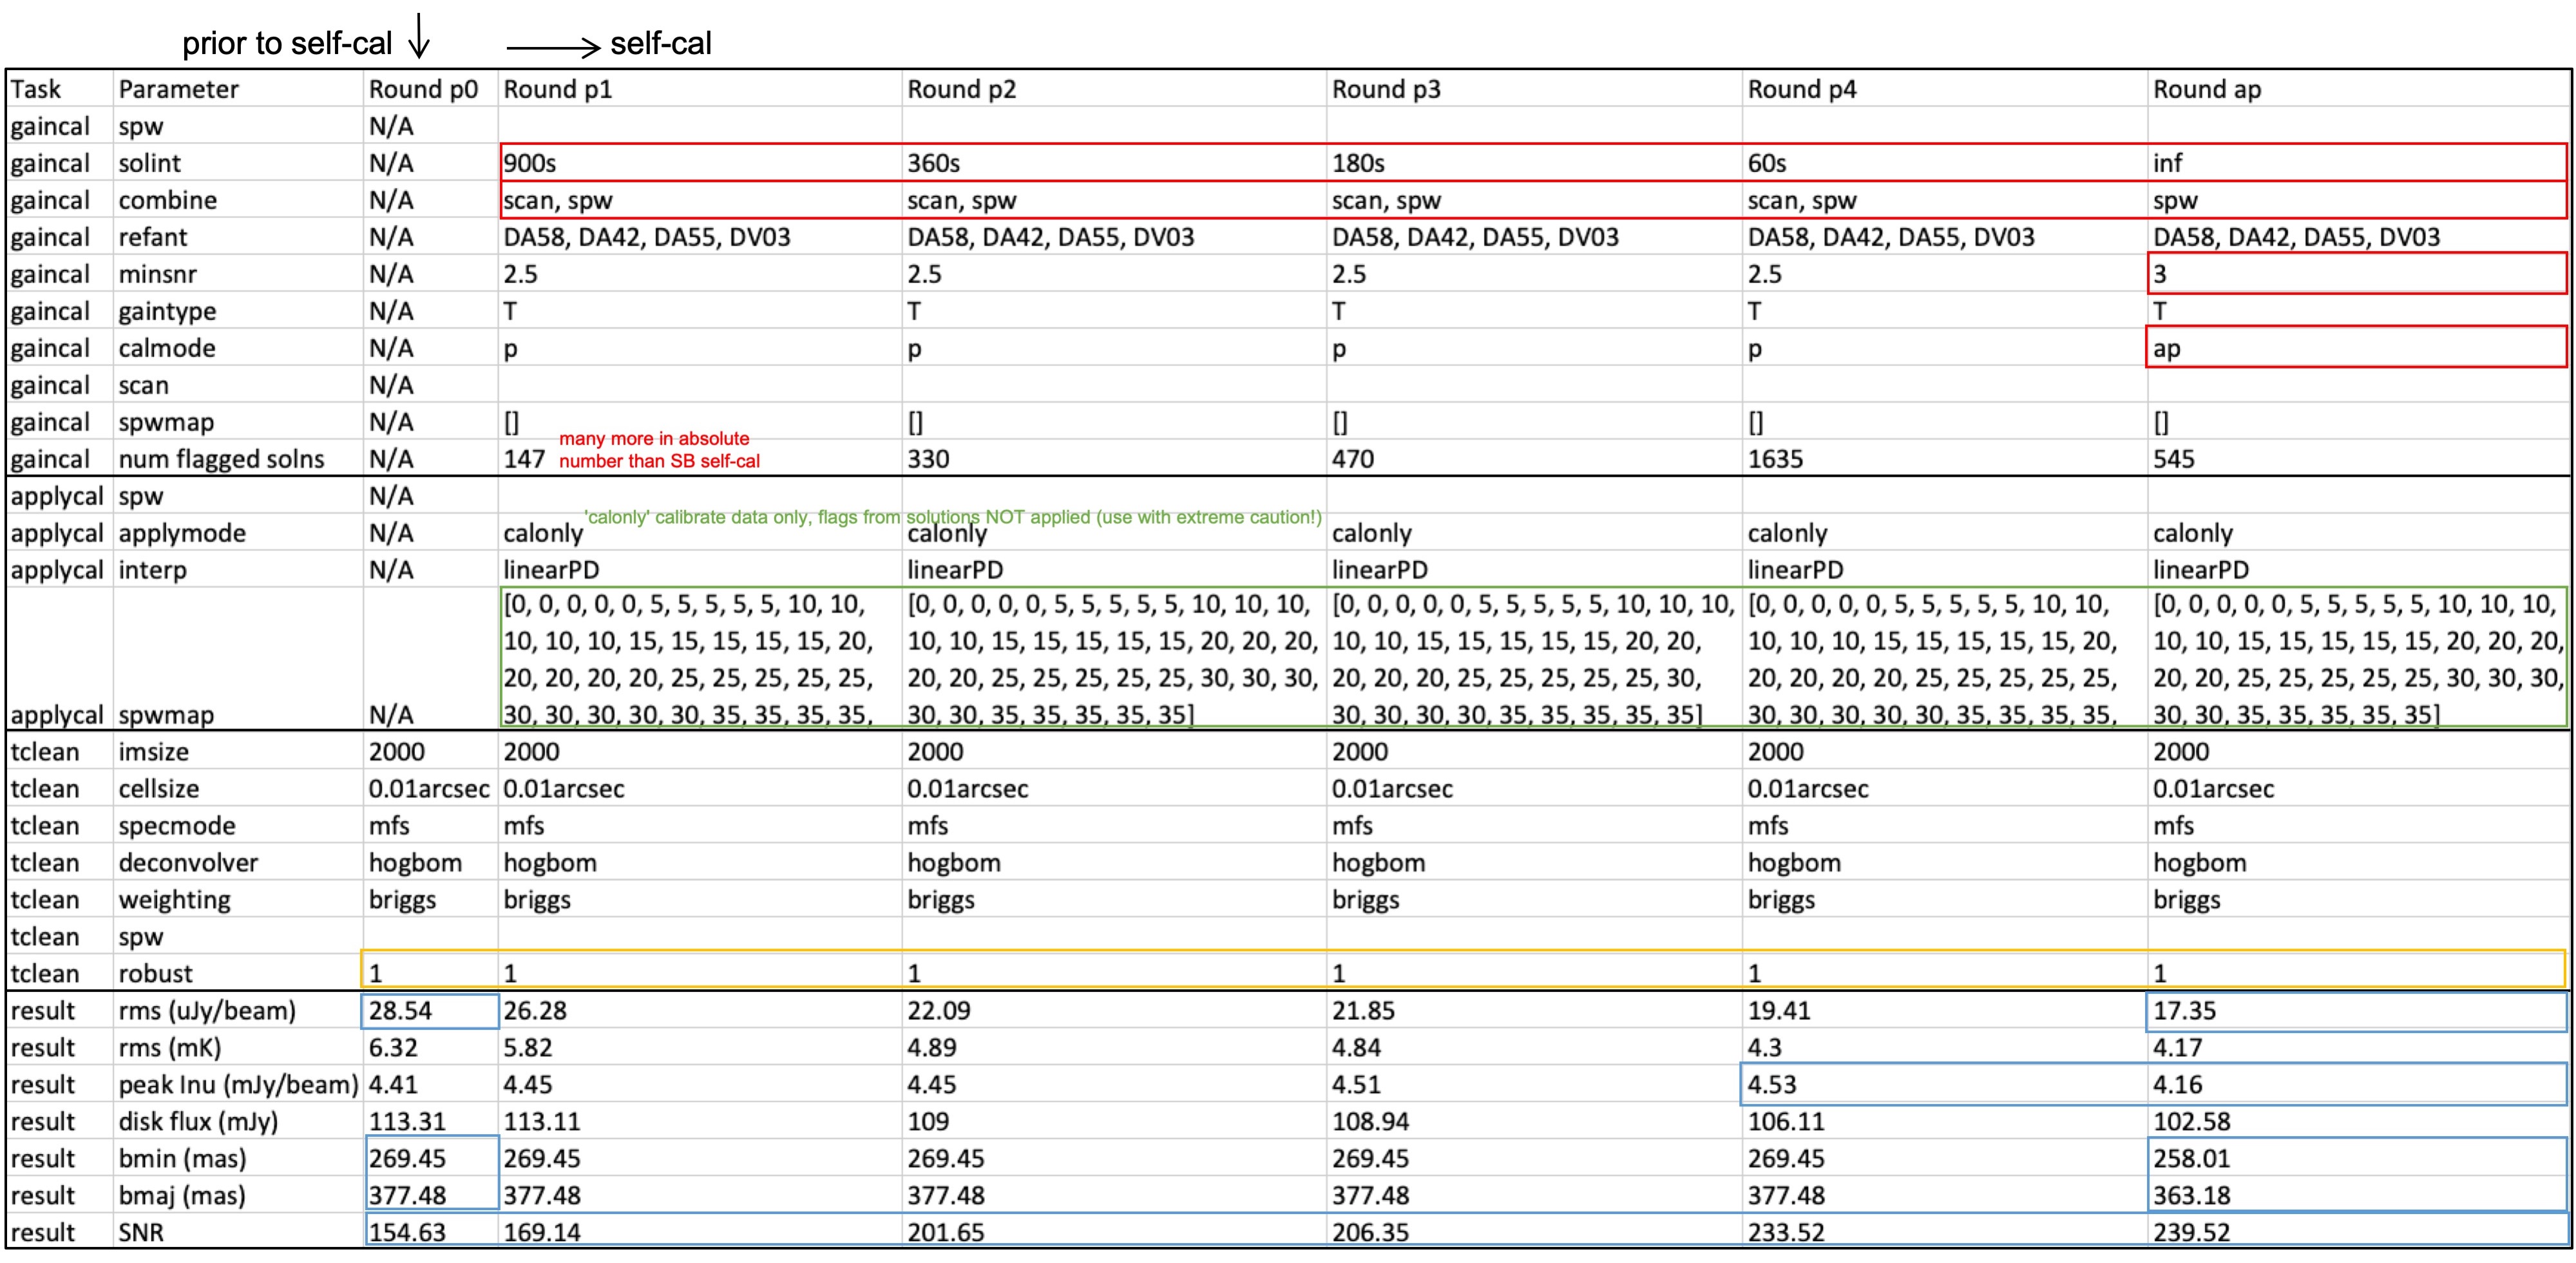 prior to self-cal ↓ → self-cal
Task Parameter Round p0 Round p1 Round p2 Round p3 Round p4 Round ap
gaincal spw N/A
gaincal solint N/A 900s 360s 180s 60s inf
gaincal combine N/A scan, spw scan, spw scan, spw scan, spw spw
gaincal refant N/A DA58, DA42, DA55, DV03 DA58, DA42, DA55, DV03 DA58, DA42, DA55, DV03 DA58, DA42, DA55, DV03 DA58, DA42, DA55, DV03
gaincal minsnr N/A 2.5 2.5 2.5 2.5 3
gaincal gaintype N/A T T T T T
gaincal calmode N/A p p p p ap
gaincal scan N/A
gaincal spwmap N/A [] [] [] [] []
many more in absolute
number than SB self-cal
gaincal num flagged solns N/A 147 330 470 1635 545
applycal spw N/A
'calonly' calibrate data only, flags from solutions NOT applied (use with extreme caution!)
applycal applymode N/A calonly calonly calonly calonly calonly
applycal interp N/A linearPD linearPD linearPD linearPD linearPD
[0, 0, 0, 0, 0, 5, 5, 5, 5, 5, 10, 10, [0, 0, 0, 0, 0, 5, 5, 5, 5, 5, 10, 10, 10, [0, 0, 0, 0, 0, 5, 5, 5, 5, 5, 10, 10, 10, [0, 0, 0, 0, 0, 5, 5, 5, 5, 5, 10, 10, [0, 0, 0, 0, 0, 5, 5, 5, 5, 5, 10, 10, 10,
10, 10, 10, 15, 15, 15, 15, 15, 20, 10, 10, 15, 15, 15, 15, 15, 20, 20, 20, 10, 10, 15, 15, 15, 15, 15, 20, 20, 10, 10, 10, 15, 15, 15, 15, 15, 20, 10, 10, 15, 15, 15, 15, 15, 20, 20, 20,
20, 20, 20, 20, 25, 25, 25, 25, 25, 20, 20, 25, 25, 25, 25, 25, 30, 30, 30, 20, 20, 20, 25, 25, 25, 25, 25, 30, 20, 20, 20, 20, 25, 25, 25, 25, 25, 20, 20, 25, 25, 25, 25, 25, 30, 30, 30,
applycal spwmap N/A 30, 30, 30, 30, 30, 35, 35, 35, 35, 30, 30, 35, 35, 35, 35, 35] 30, 30, 30, 30, 35, 35, 35, 35, 35] 30, 30, 30, 30, 30, 35, 35, 35, 35, 30, 30, 35, 35, 35, 35, 35]
tclean imsize 2000 2000 2000 2000 2000 2000
tclean cellsize 0.01arcsec 0.01arcsec 0.01arcsec 0.01arcsec 0.01arcsec 0.01arcsec
tclean specmode mfs mfs mfs mfs mfs mfs
tclean deconvolver hogbom hogbom hogbom hogbom hogbom hogbom
tclean weighting briggs briggs briggs briggs briggs briggs
tclean spw
tclean robust 1 1 1 1 1 1
result rms (uJy/beam) 28.54 26.28 22.09 21.85 19.41 17.35
result rms (mK) 6.32 5.82 4.89 4.84 4.3 4.17
result peak Inu (mJy/beam) 4.41 4.45 4.45 4.51 4.53 4.16
result disk flux (mJy) 113.31 113.11 109 108.94 106.11 102.58
result bmin (mas) 269.45 269.45 269.45 269.45 269.45 258.01
result bmaj (mas) 377.48 377.48 377.48 377.48 377.48 363.18
result SNR 154.63 169.14 201.65 206.35 233.52 239.52